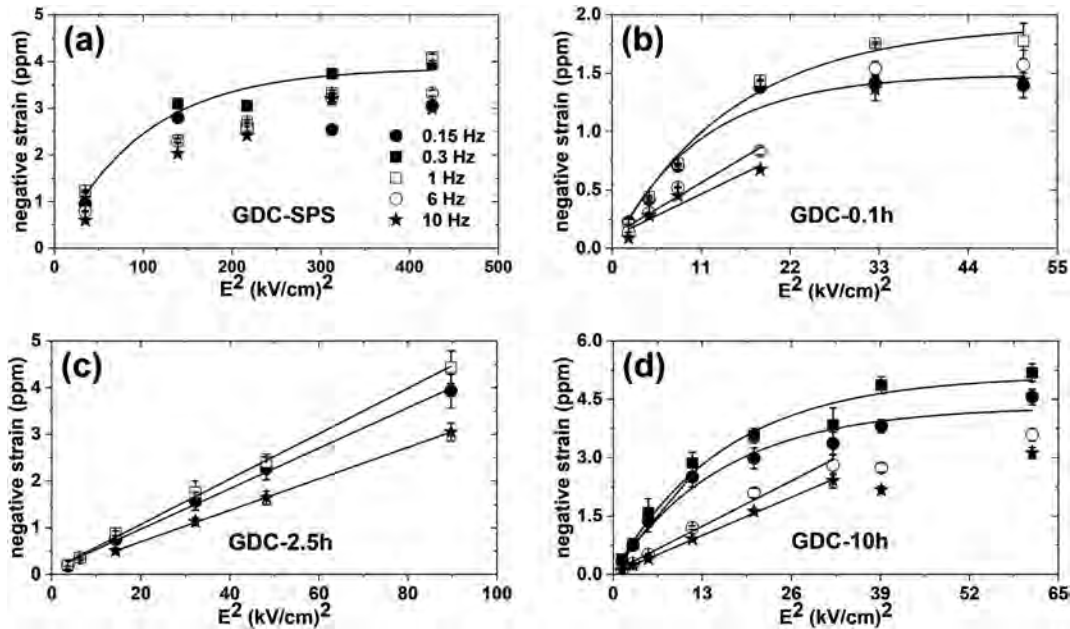 (a)
negative strain (ppm)
5
4
3
2
1
0
0.15 Hz
0.3 Hz
1 Hz
6 Hz
10 Hz
GDC-SPS
0 100 200 300 400 500
E² (kV/cm)²
(b)
negative strain (ppm)
2.0
1.5
1.0
0.5
0.0
GDC-0.1h
0 11 22 33 44 55
E² (kV/cm)²
(c)
negative strain (ppm)
5
4
3
2
1
0
GDC-2.5h
0 20 40 60 80 100
E² (kV/cm)²
(d)
negative strain (ppm)
6.0
4.5
3.0
1.5
0.0
GDC-10h
0 13 26 39 52 65
E² (kV/cm)²